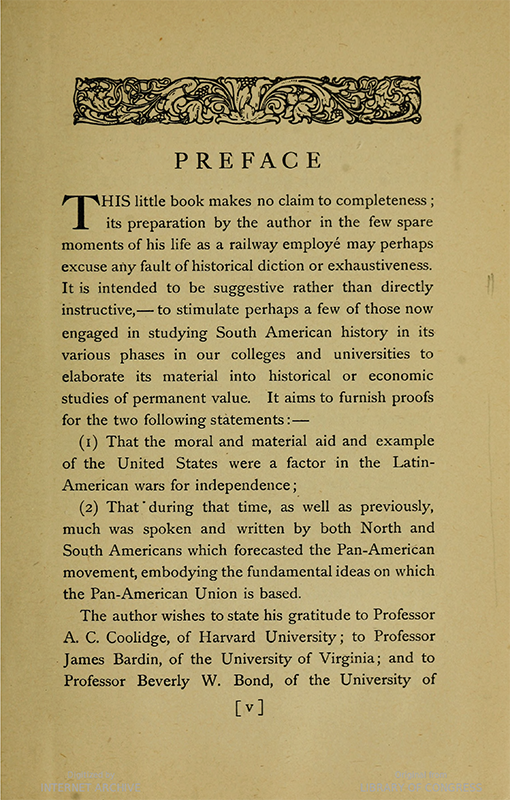 PREFACE
THIS little book makes no claim to completeness ;
its preparation by the author in the few spare
moments of his life as a railway employé may perhaps
excuse any fault of historical diction or exhaustiveness.
It is intended to be suggestive rather than directly
instructive,— to stimulate perhaps a few of those now
engaged in studying South American history in its
various phases in our colleges and universities to
elaborate its material into historical or economic
studies of permanent value. It aims to furnish proofs
for the two following statements :—
(1) That the moral and material aid and example
of the United States were a factor in the Latin-
American wars for independence ;
(2) That during that time, as well as previously,
much was spoken and written by both North and
South Americans which forecasted the Pan-American
movement, embodying the fundamental ideas on which
the Pan-American Union is based.
The author wishes to state his gratitude to Professor
A. C. Coolidge, of Harvard University ; to Professor
James Bardin, of the University of Virginia ; and to
Professor Beverly W. Bond, of the University of
[ v ]